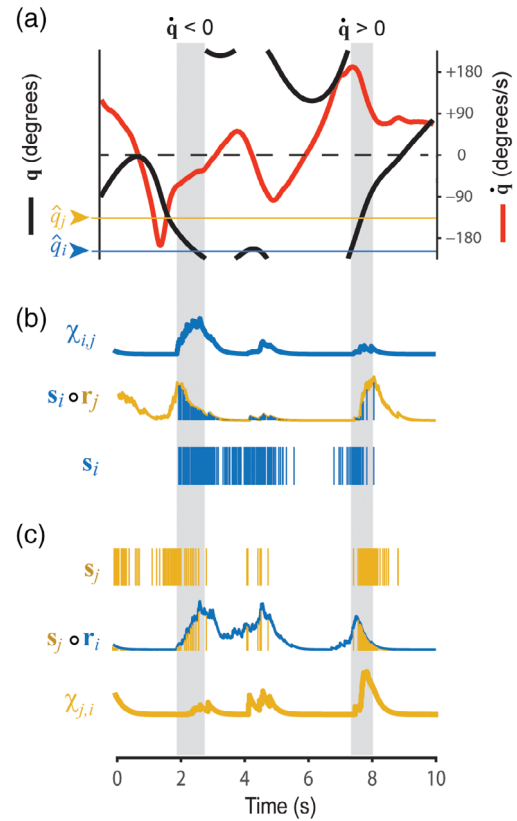 (a)
q̇ < 0
q̇ > 0
q (degrees)
+180
+90
0
-90
-180
q̇ (degrees/s)
q̂j
q̂i
(b)
χi,j
si∘rj
si
(c)
sj
sj∘ri
χj,i
0 2 4 6 8 10
Time (s)